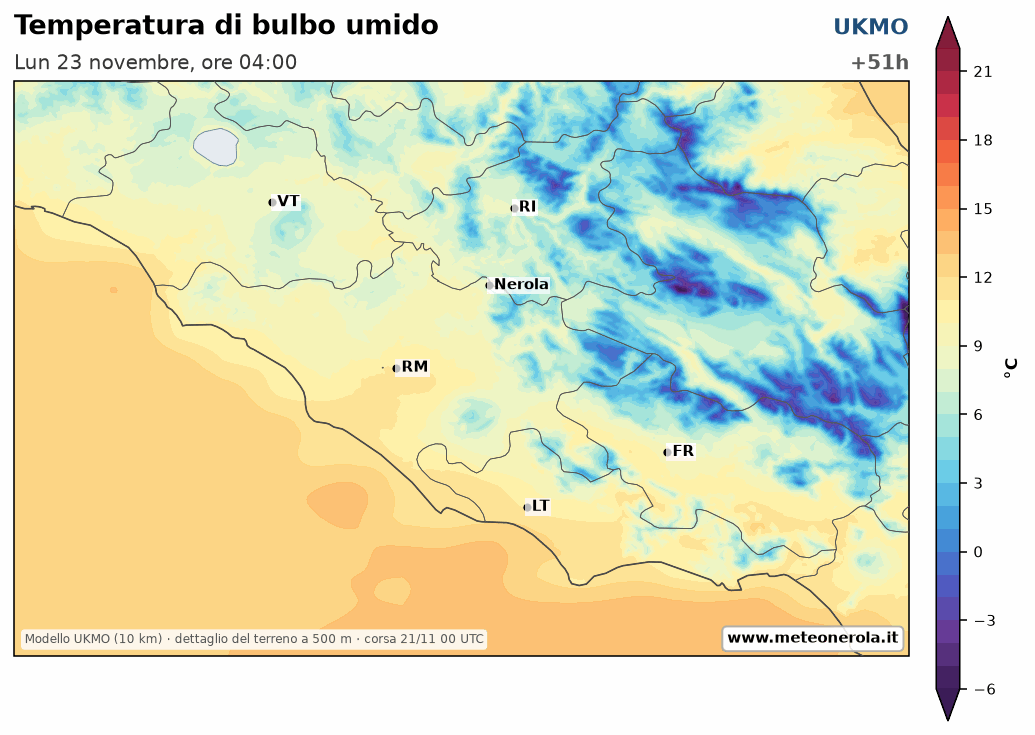 Temperatura di bulbo umido
UKMO
Lun 23 novembre, ore 04:00
+51h
VT
RI
Nerola
RM
FR
LT
Modello UKMO (10 km) · dettaglio del terreno a 500 m · corsa 21/11 00 UTC
www.meteonerola.it
21
18
15
12
9
6
3
0
−3
−6
°C